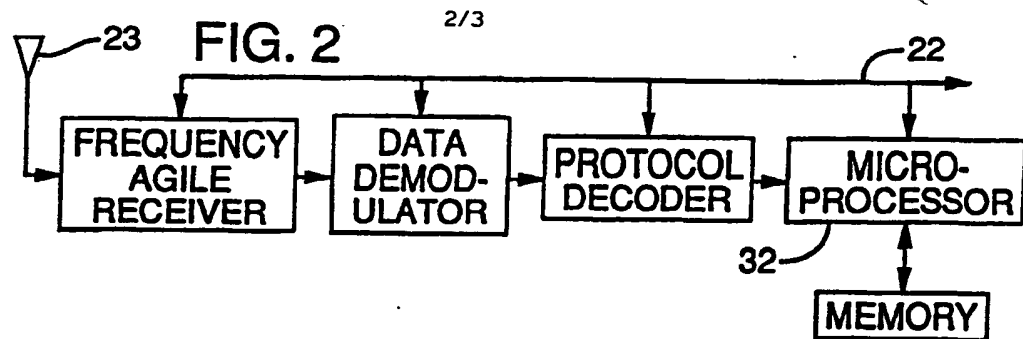 2/3
23
FIG. 2
22
FREQUENCY
AGILE
RECEIVER
DATA
DEMOD-
ULATOR
PROTOCOL
DECODER
MICRO-
PROCESSOR
32
MEMORY